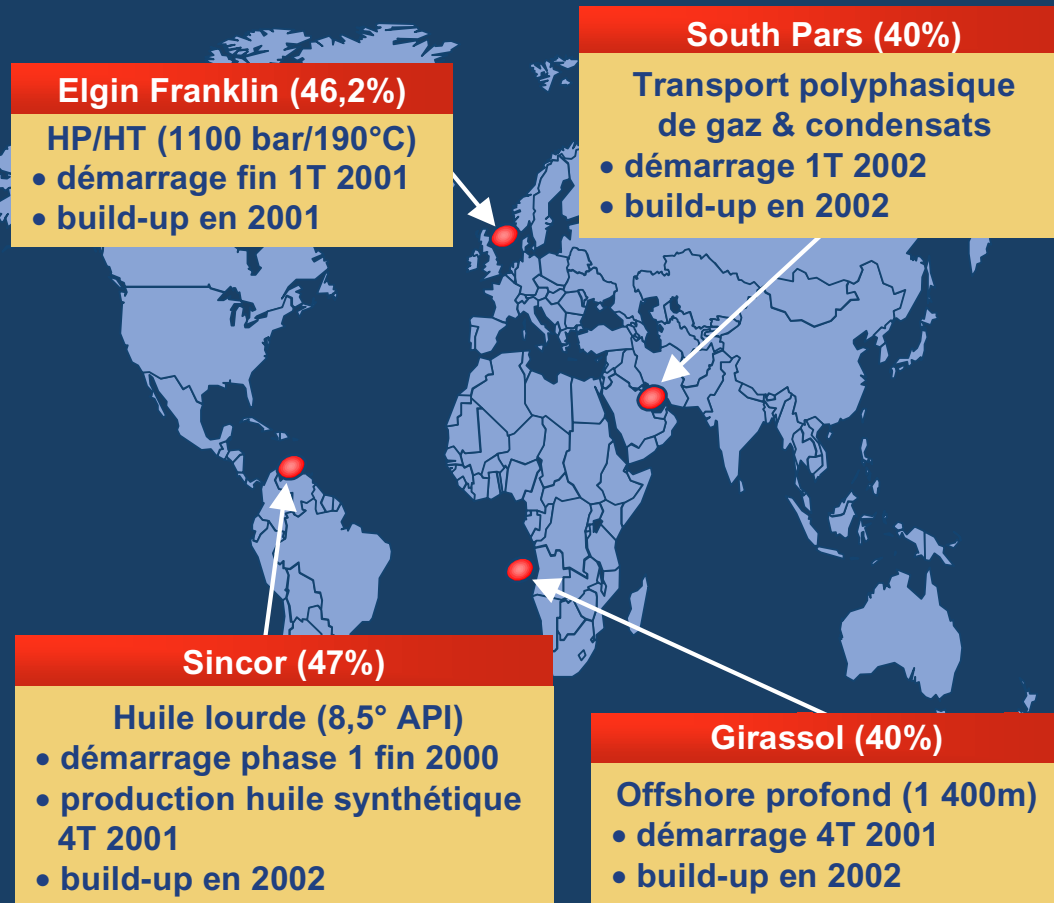 Elgin Franklin (46,2%)
HP/HT (1100 bar/190°C)
• démarrage fin 1T 2001
• build-up en 2001
South Pars (40%)
Transport polyphasique
de gaz & condensats
• démarrage 1T 2002
• build-up en 2002
Sincor (47%)
Huile lourde (8,5° API)
• démarrage phase 1 fin 2000
• production huile synthétique
4T 2001
• build-up en 2002
Girassol (40%)
Offshore profond (1 400m)
• démarrage 4T 2001
• build-up en 2002